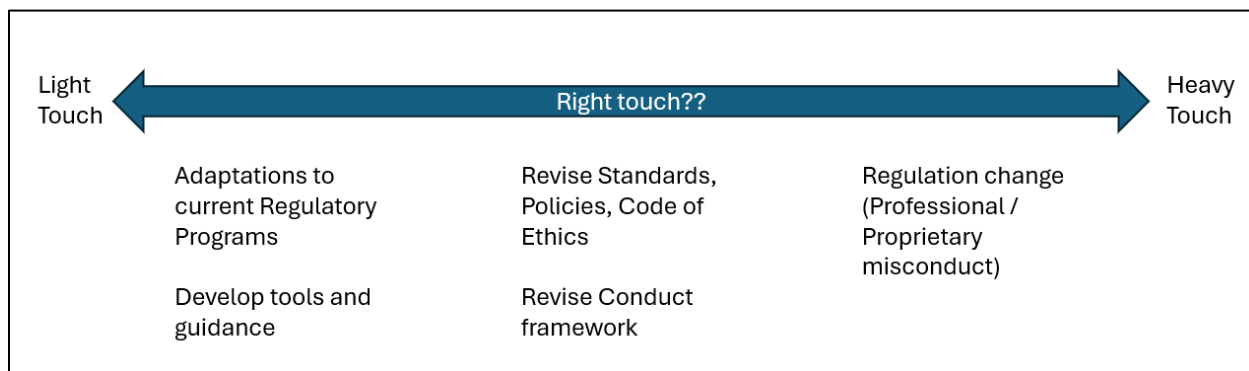 Light
Touch
Right touch??
Heavy
Touch
Adaptations to
current Regulatory
Programs
Develop tools and
guidance
Revise Standards,
Policies, Code of
Ethics
Revise Conduct
framework
Regulation change
(Professional /
Proprietary
misconduct)